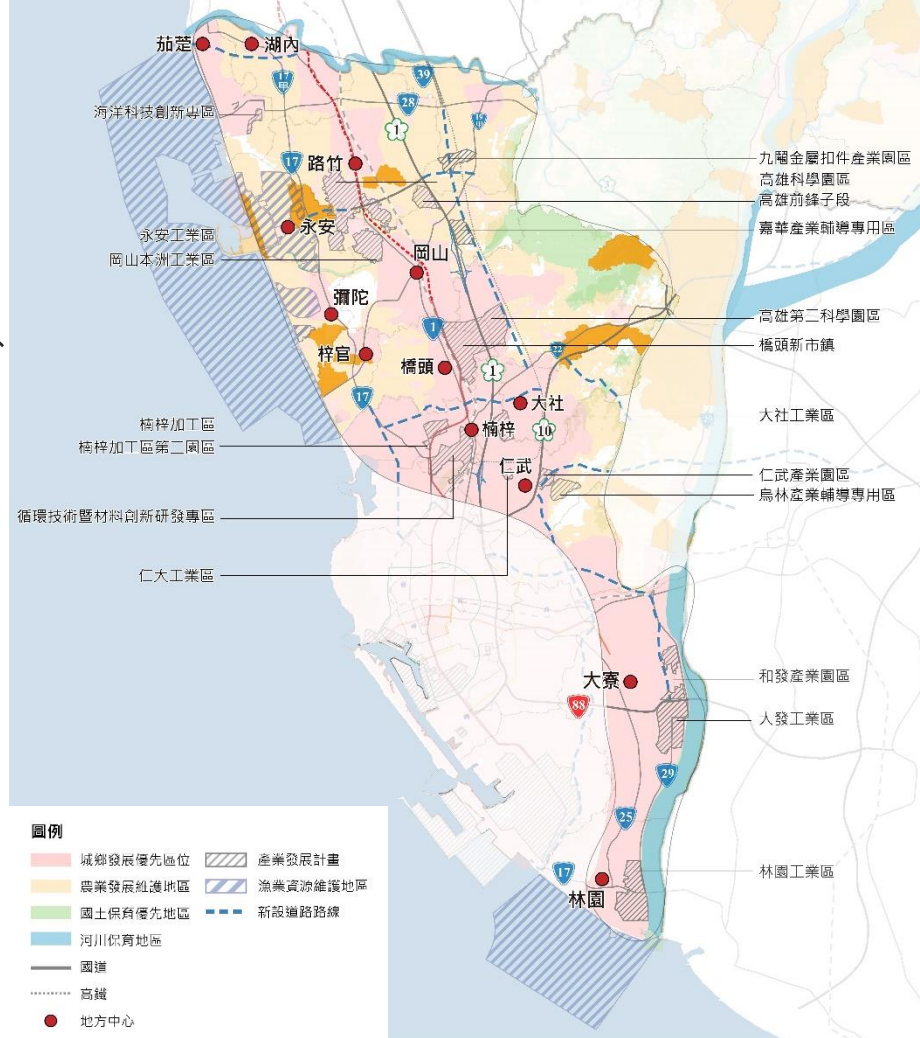 茄萣
湖內
39
17
甲
28
海洋科技創新專區
1
19
甲
17
路竹
九鬮金屬扣件產業園區
高雄科學園區
高雄前鋒子段
永安
永安工業區
嘉華產業輔導專用區
岡山
岡山本洲工業區
彌陀
高雄第二科學園區
1
橋頭新市鎮
22
梓官
橋頭
1
17
大社
大社工業區
楠梓加工區
楠梓
10
楠梓加工區第二園區
仁武
仁武產業園區
烏林產業輔導專用區
循環技術暨材料創新研發專區
仁大工業區
大寮
和發產業園區
88
大發工業區
29
25
17
林園
林園工業區
圖例
城鄉發展優先區位
產業發展計畫
農業發展維護地區
漁業資源維護地區
國土保育優先地區
新設道路路線
河川保育地區
國道
高鐵
地方中心